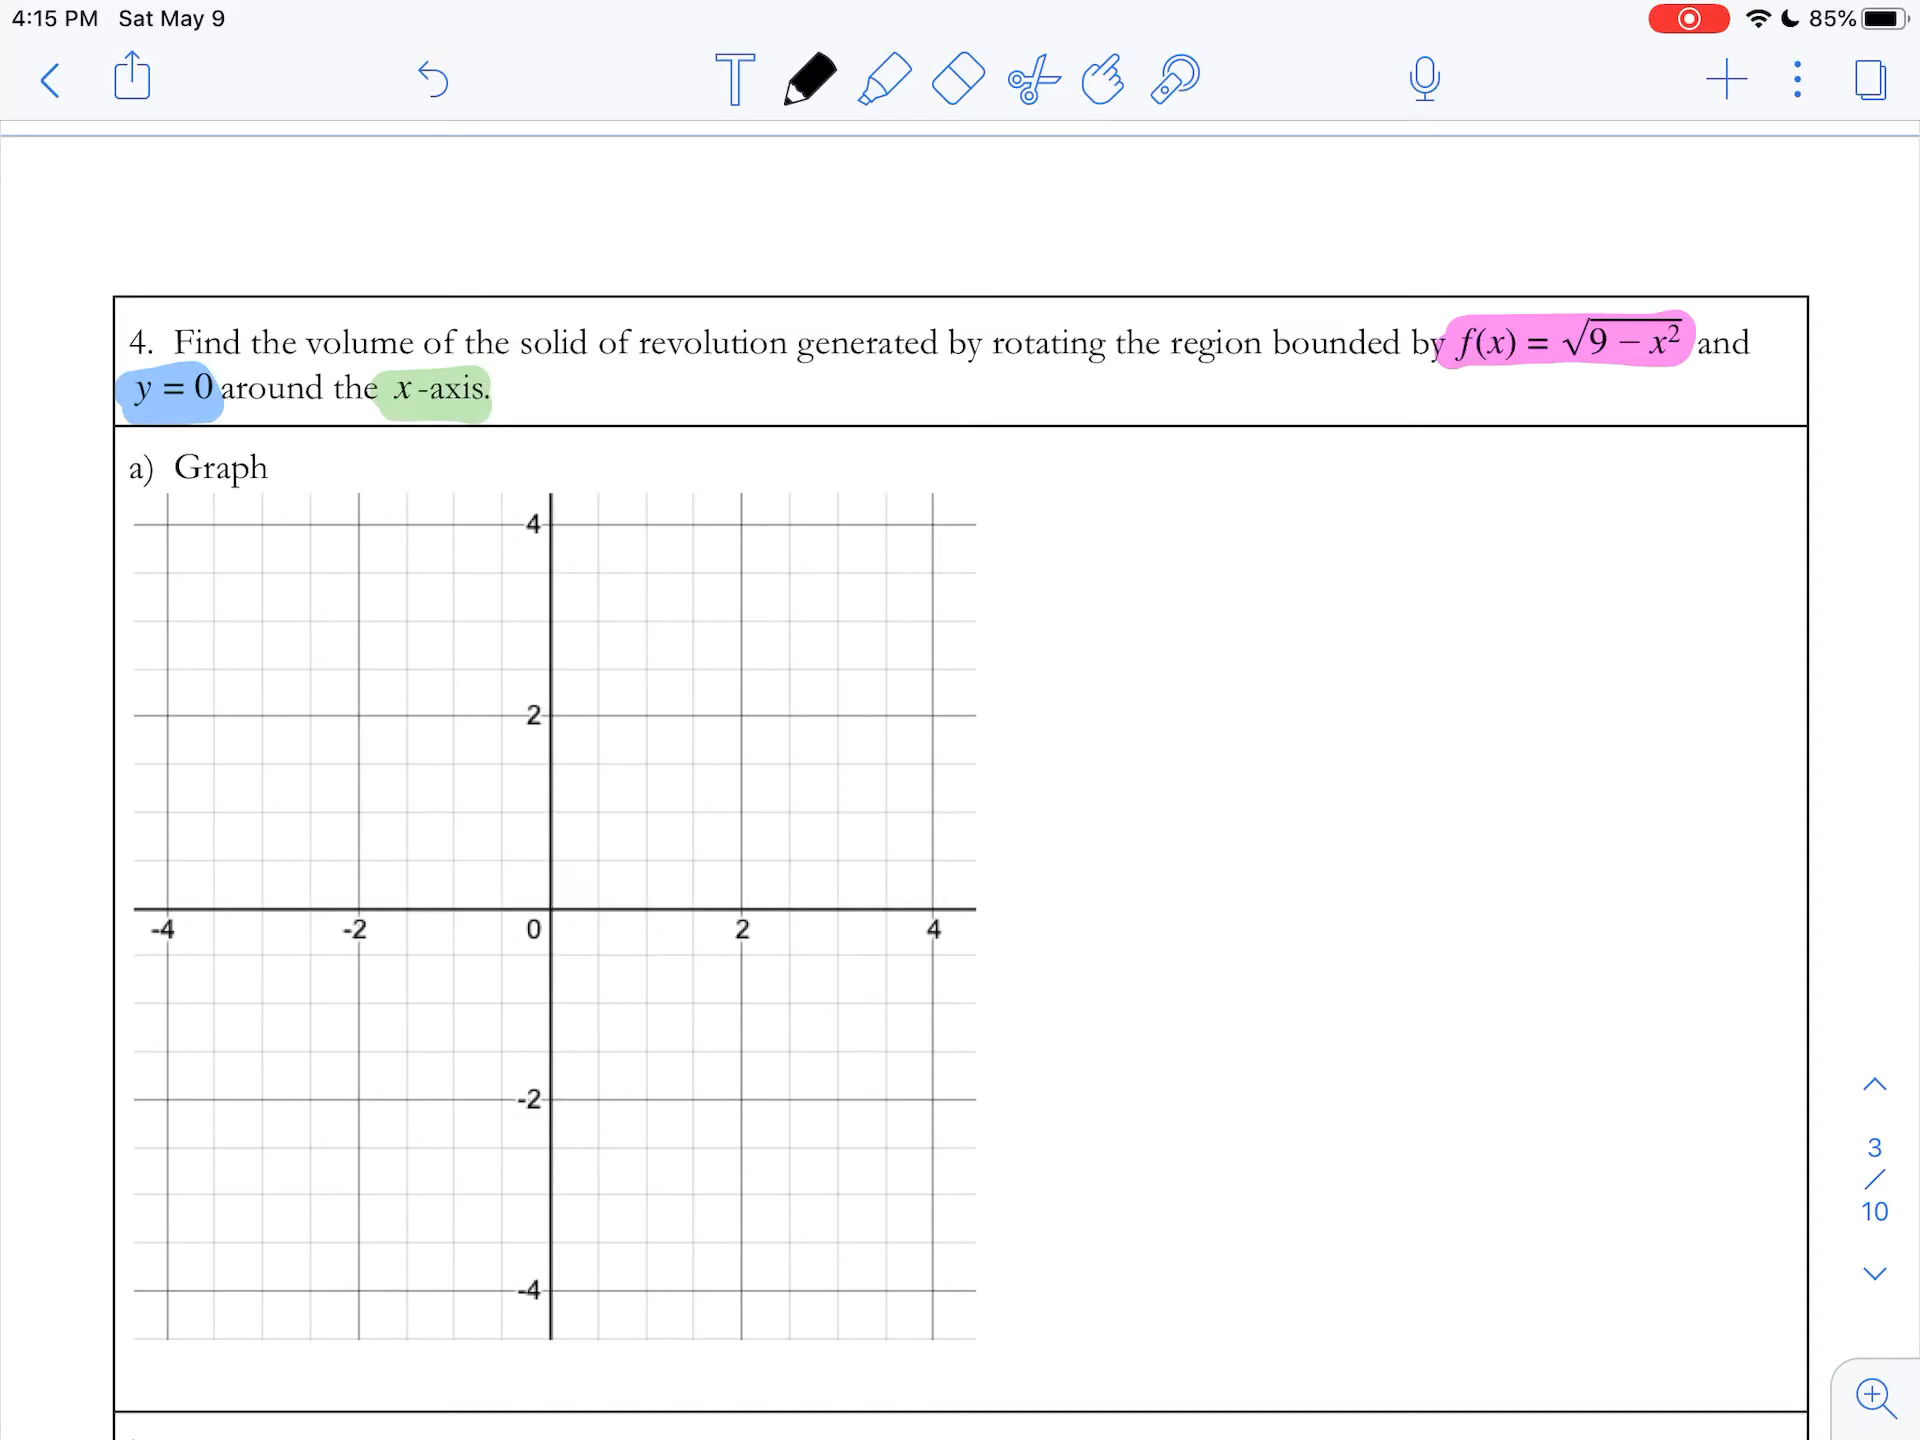 4:15 PM Sat May 9
85%
T
4. Find the volume of the solid of revolution generated by rotating the region bounded by f(x) = √9 − x² and
y = 0 around the x-axis.
a) Graph
4
2
-4 -2 0 2 4
-2
-4
3
/
10